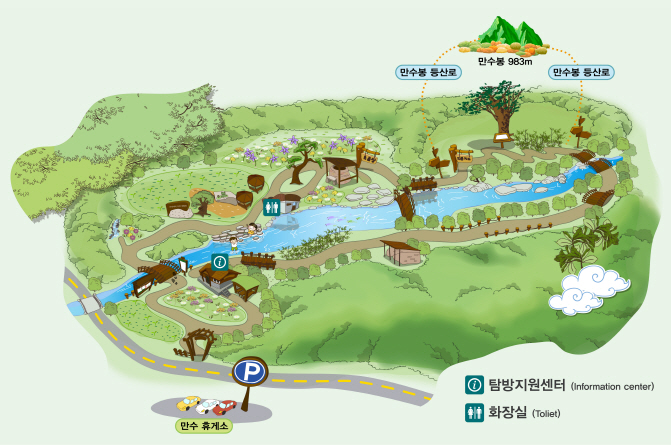 만수봉 983m
만수봉 등산로
만수봉 등산로
P
만수 휴게소
탐방지원센터 (Information center)
화장실 (Toliet)